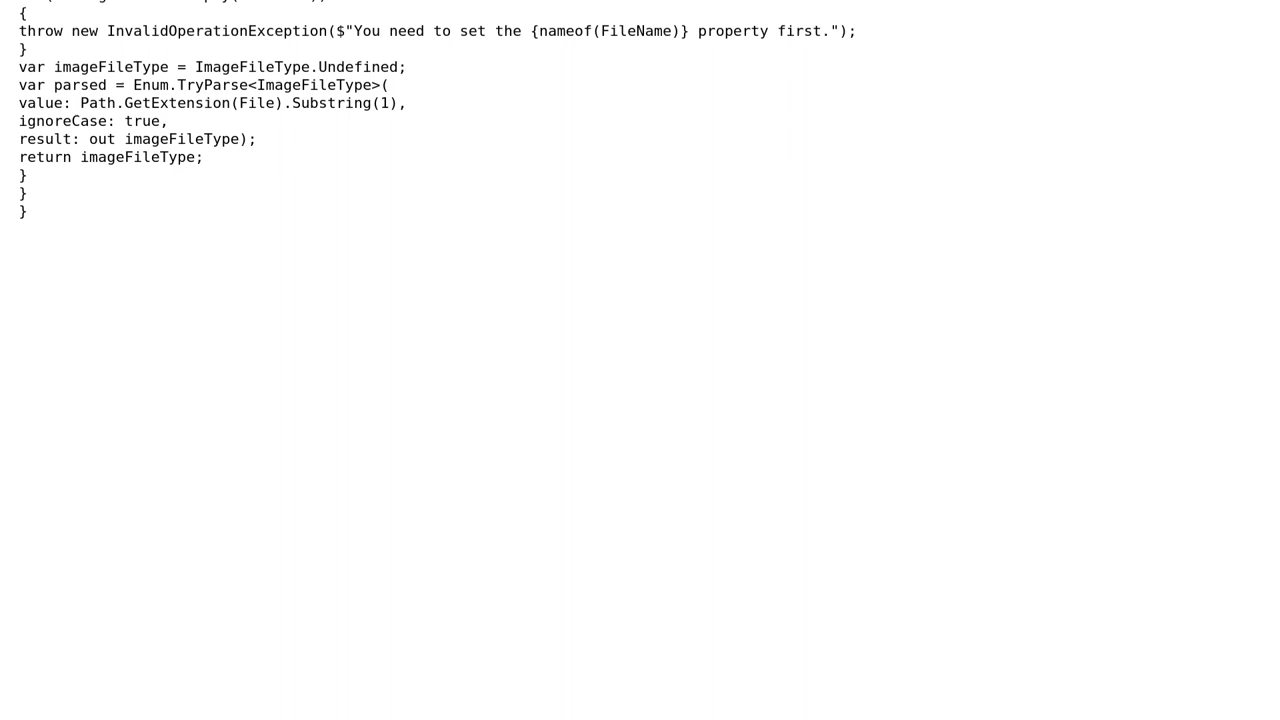 {
throw new InvalidOperationException($"You need to set the {nameof(FileName)} property first.");
}
var imageFileType = ImageFileType.Undefined;
var parsed = Enum.TryParse<ImageFileType>(
value: Path.GetExtension(File).Substring(1),
ignoreCase: true,
result: out imageFileType);
return imageFileType;
}
}
}